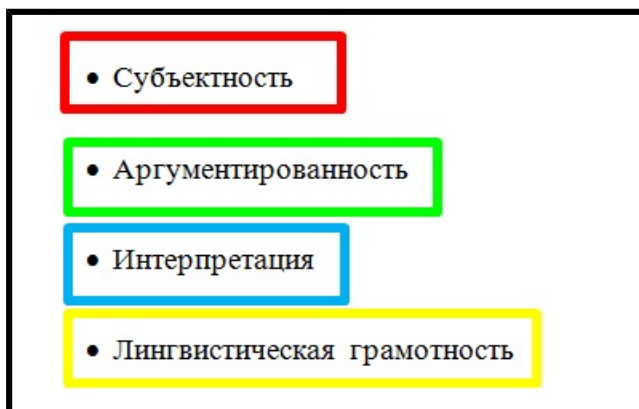 • Субъектность
• Аргументированность
• Интерпретация
• Лингвистическая грамотность